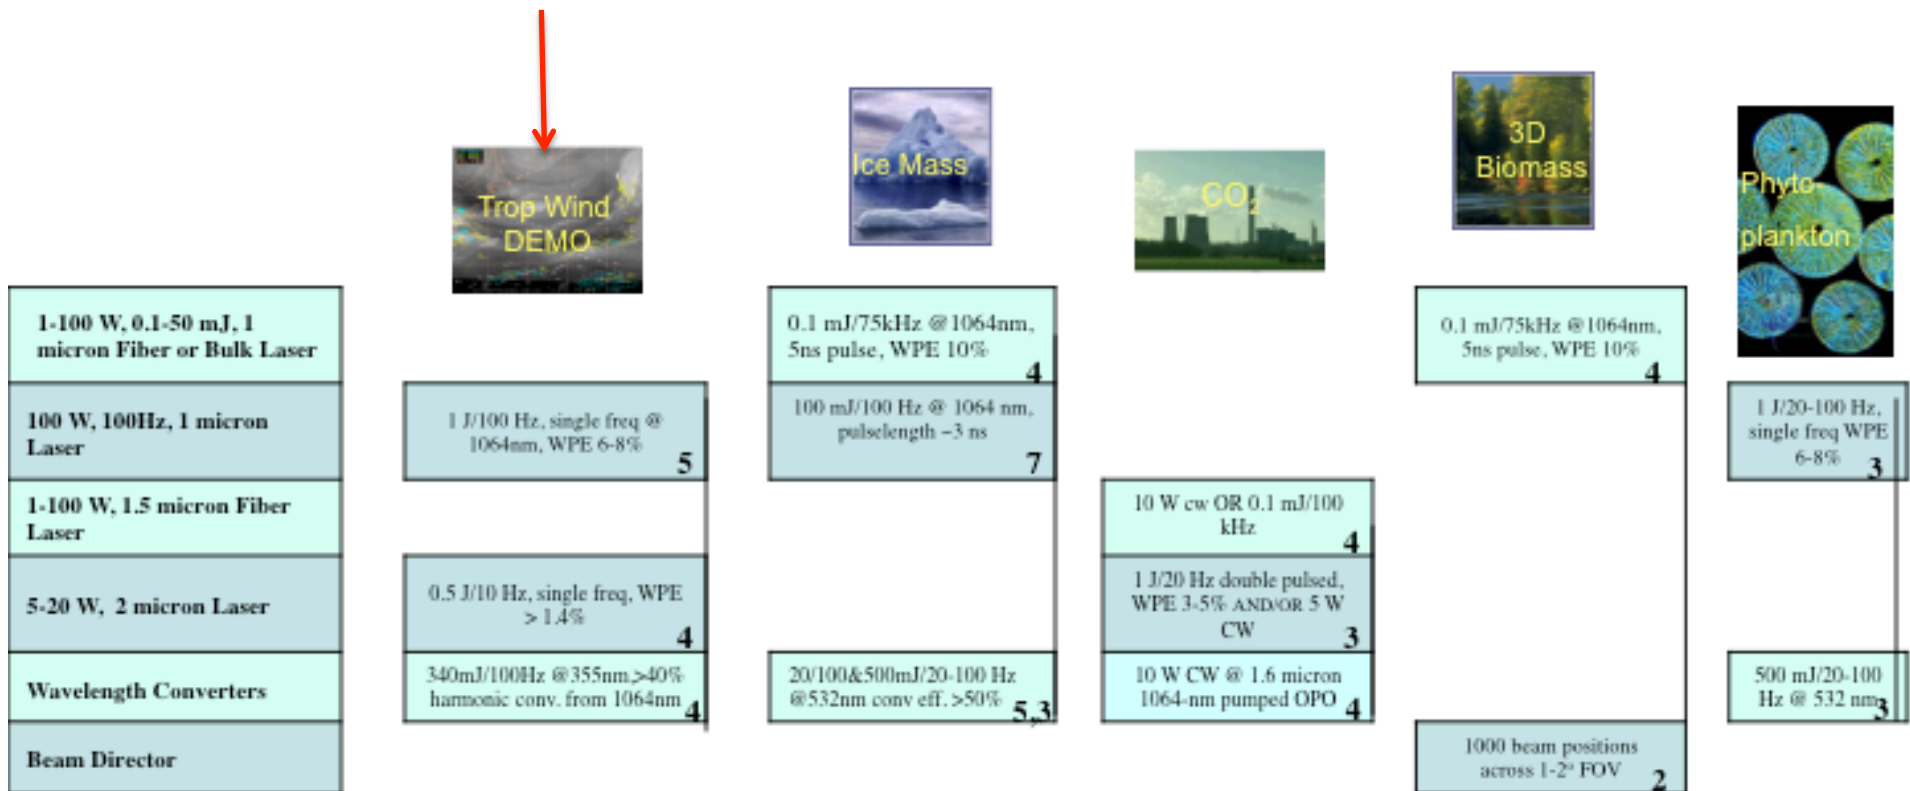 Trop Wind
DEMO
Ice Mass
CO₂
3D
Biomass
Phyto-
plankton
1-100 W, 0.1-50 mJ, 1
micron Fiber or Bulk Laser
0.1 mJ/75kHz @1064nm,
5ns pulse, WPE 10%
4
0.1 mJ/75kHz @1064nm,
5ns pulse, WPE 10%
4
100 W, 100Hz, 1 micron
Laser
1 J/100 Hz, single freq @
1064nm, WPE 6-8%
5
100 mJ/100 Hz @ 1064 nm,
pulselength ~3 ns
7
1 J/20-100 Hz,
single freq WPE
6-8%
3
1-100 W, 1.5 micron Fiber
Laser
10 W cw OR 0.1 mJ/100
kHz
4
5-20 W, 2 micron Laser
0.5 J/10 Hz, single freq, WPE
> 1.4%
4
1 J/20 Hz double pulsed,
WPE 3-5% AND/OR 5 W
CW
3
Wavelength Converters
340mJ/100Hz @355nm,>40%
harmonic conv. from 1064nm
4
20/100&500mJ/20-100 Hz
@532nm conv eff. >50%
5,3
10 W CW @ 1.6 micron
1064-nm pumped OPO
4
500 mJ/20-100
Hz @ 532 nm
3
Beam Director
1000 beam positions
across 1-2° FOV
2